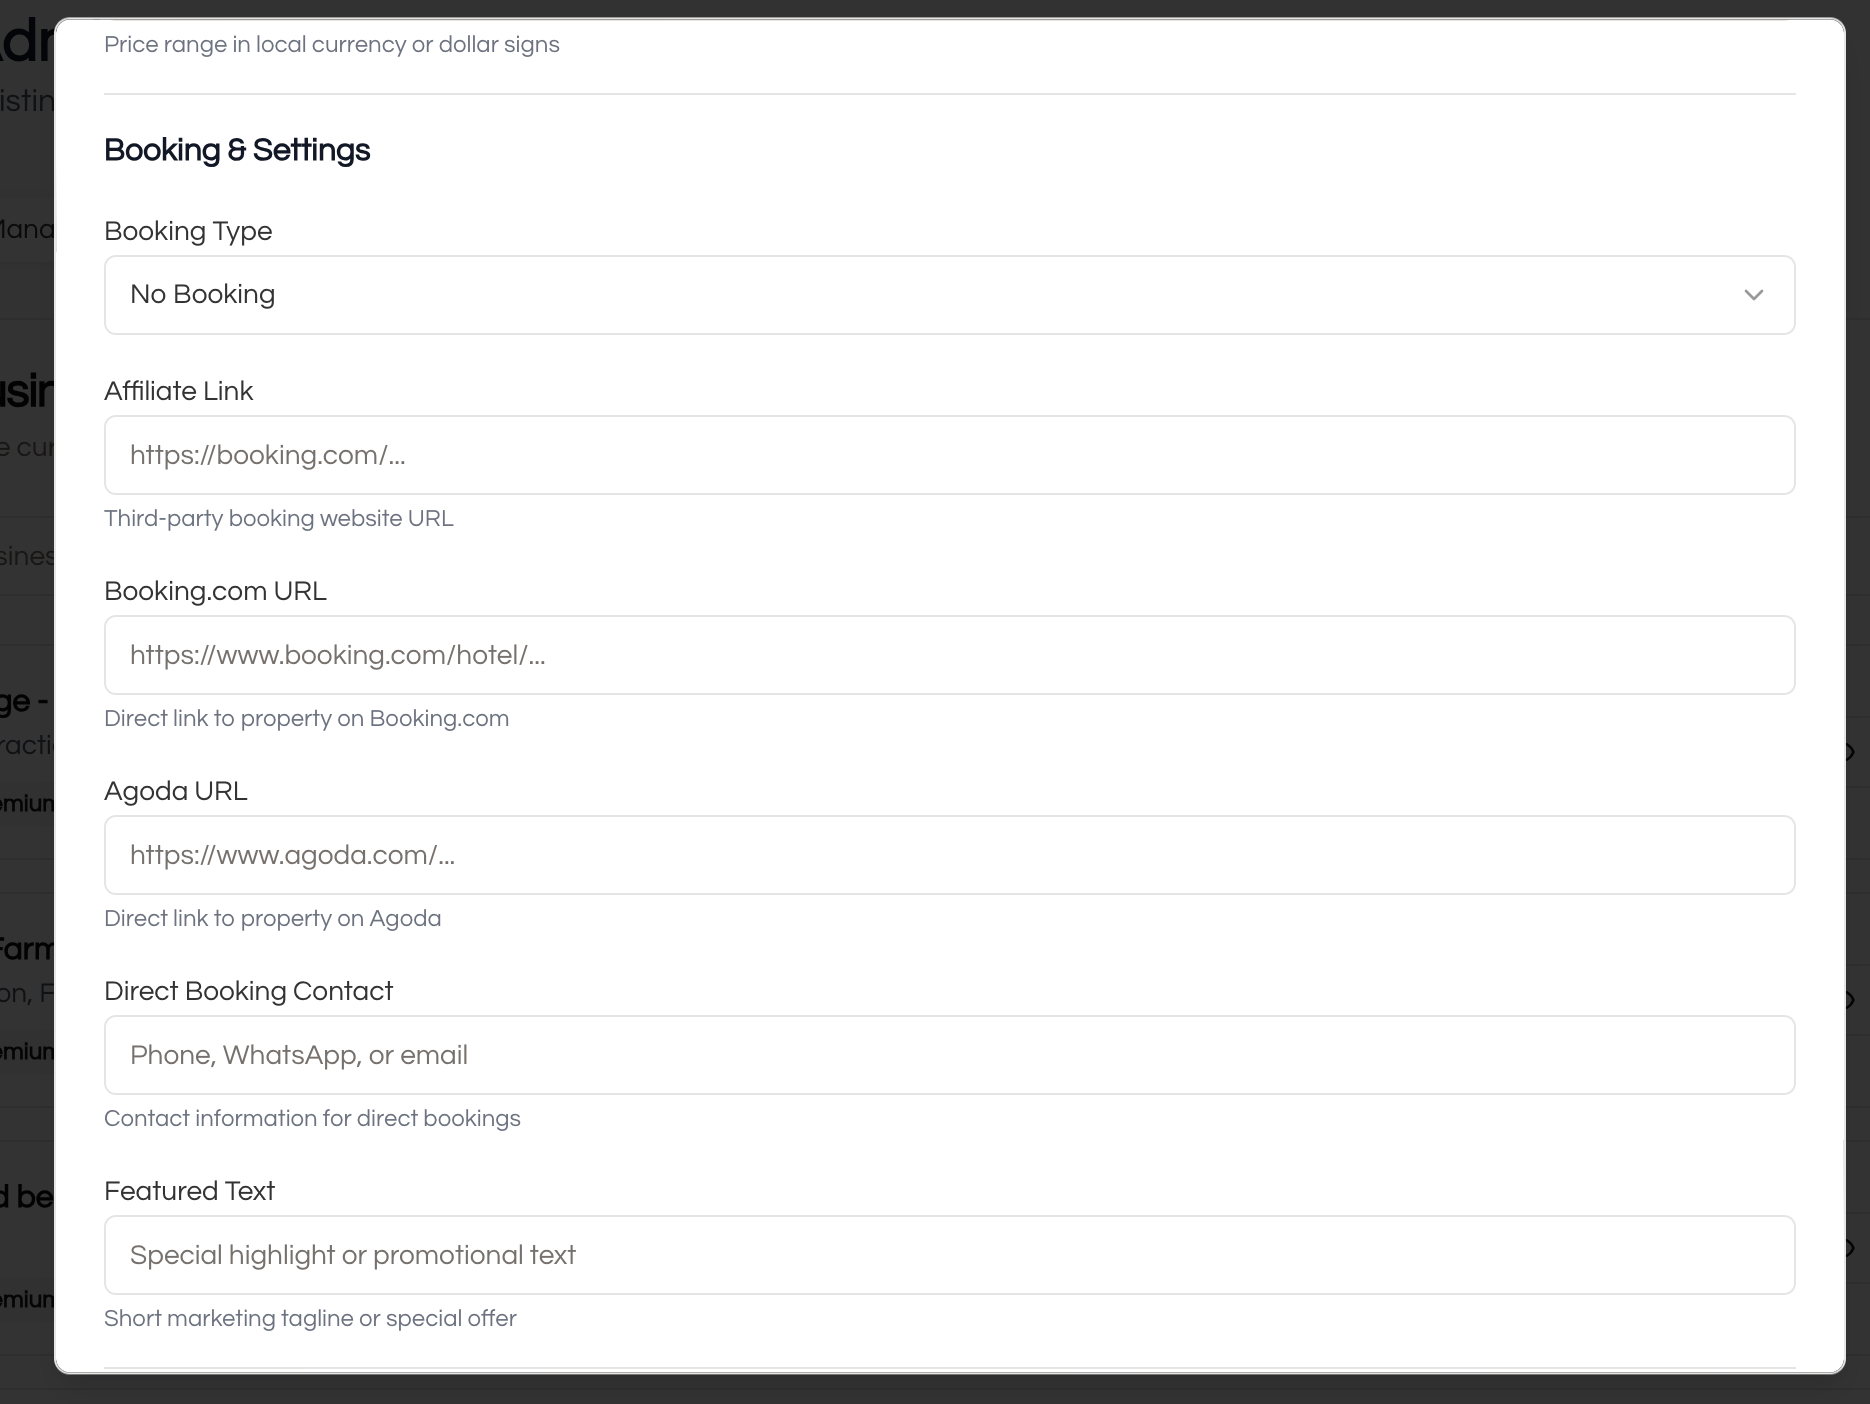 Price range in local currency or dollar signs
Booking & Settings
Booking Type
No Booking
Affiliate Link
https://booking.com/...
Third-party booking website URL
Booking.com URL
https://www.booking.com/hotel/...
Direct link to property on Booking.com
Agoda URL
https://www.agoda.com/...
Direct link to property on Agoda
Direct Booking Contact
Phone, WhatsApp, or email
Contact information for direct bookings
Featured Text
Special highlight or promotional text
Short marketing tagline or special offer